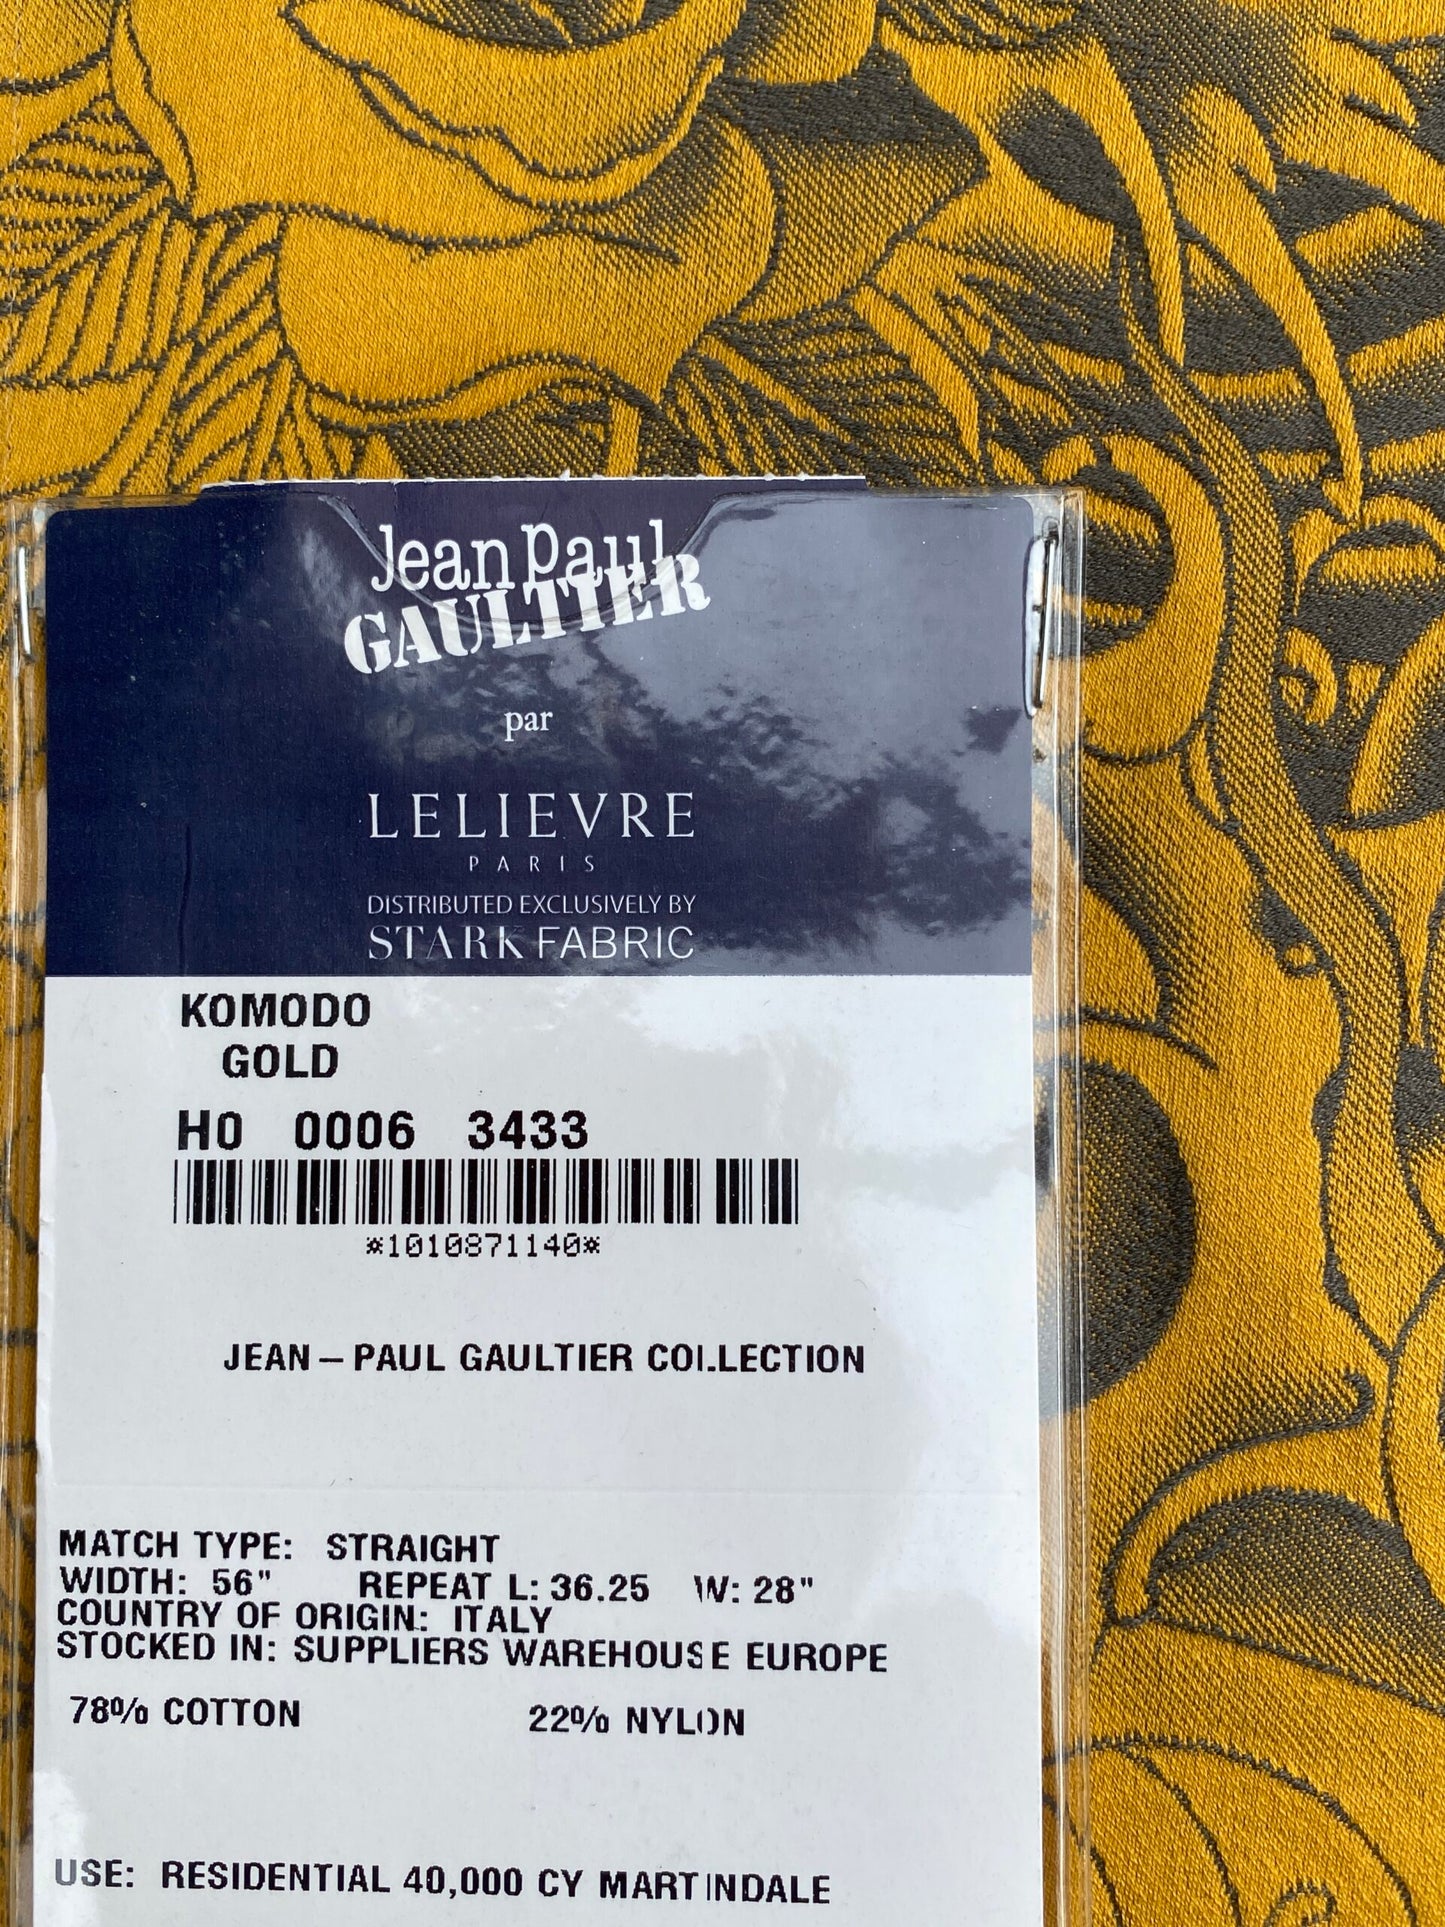 Jean Paul
GAULTIER
par
LELIEVRE
PARIS
DISTRIBUTED EXCLUSIVELY BY
STARK FABRIC
KOMODO
GOLD
H0 0006 3433
*1010871140*
JEAN – PAUL GAULTIER COLLECTION
MATCH TYPE: STRAIGHT
WIDTH: 56" REPEAT L: 36.25 W: 28"
COUNTRY OF ORIGIN: ITALY
STOCKED IN: SUPPLIERS WAREHOUSE EUROPE
78% COTTON 22% NYLON
USE: RESIDENTIAL 40,000 CY MARTINDALE